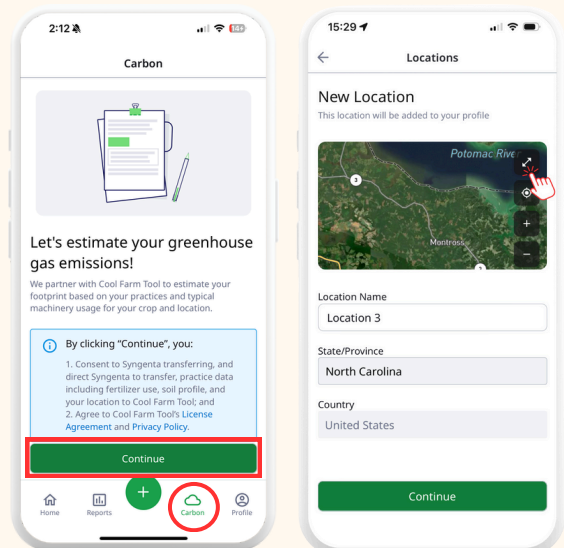 2:12
14+
Carbon
Let's estimate your greenhouse
gas emissions!
We partner with Cool Farm Tool to estimate your
footprint based on your practices and typical
machinery usage for your crop and location.
By clicking “Continue”, you:
1. Consent to Syngenta transferring, and
direct Syngenta to transfer, practice data
including fertilizer use, soil profile, and
your location to Cool Farm Tool; and
2. Agree to Cool Farm Tool's License
Agreement and Privacy Policy.
Continue
Home
Reports
+
Carbon
Profile
15:29
Locations
New Location
This location will be added to your profile
Potomac River
3
Montross
+
−
Location Name
Location 3
State/Province
North Carolina
Country
United States
Continue